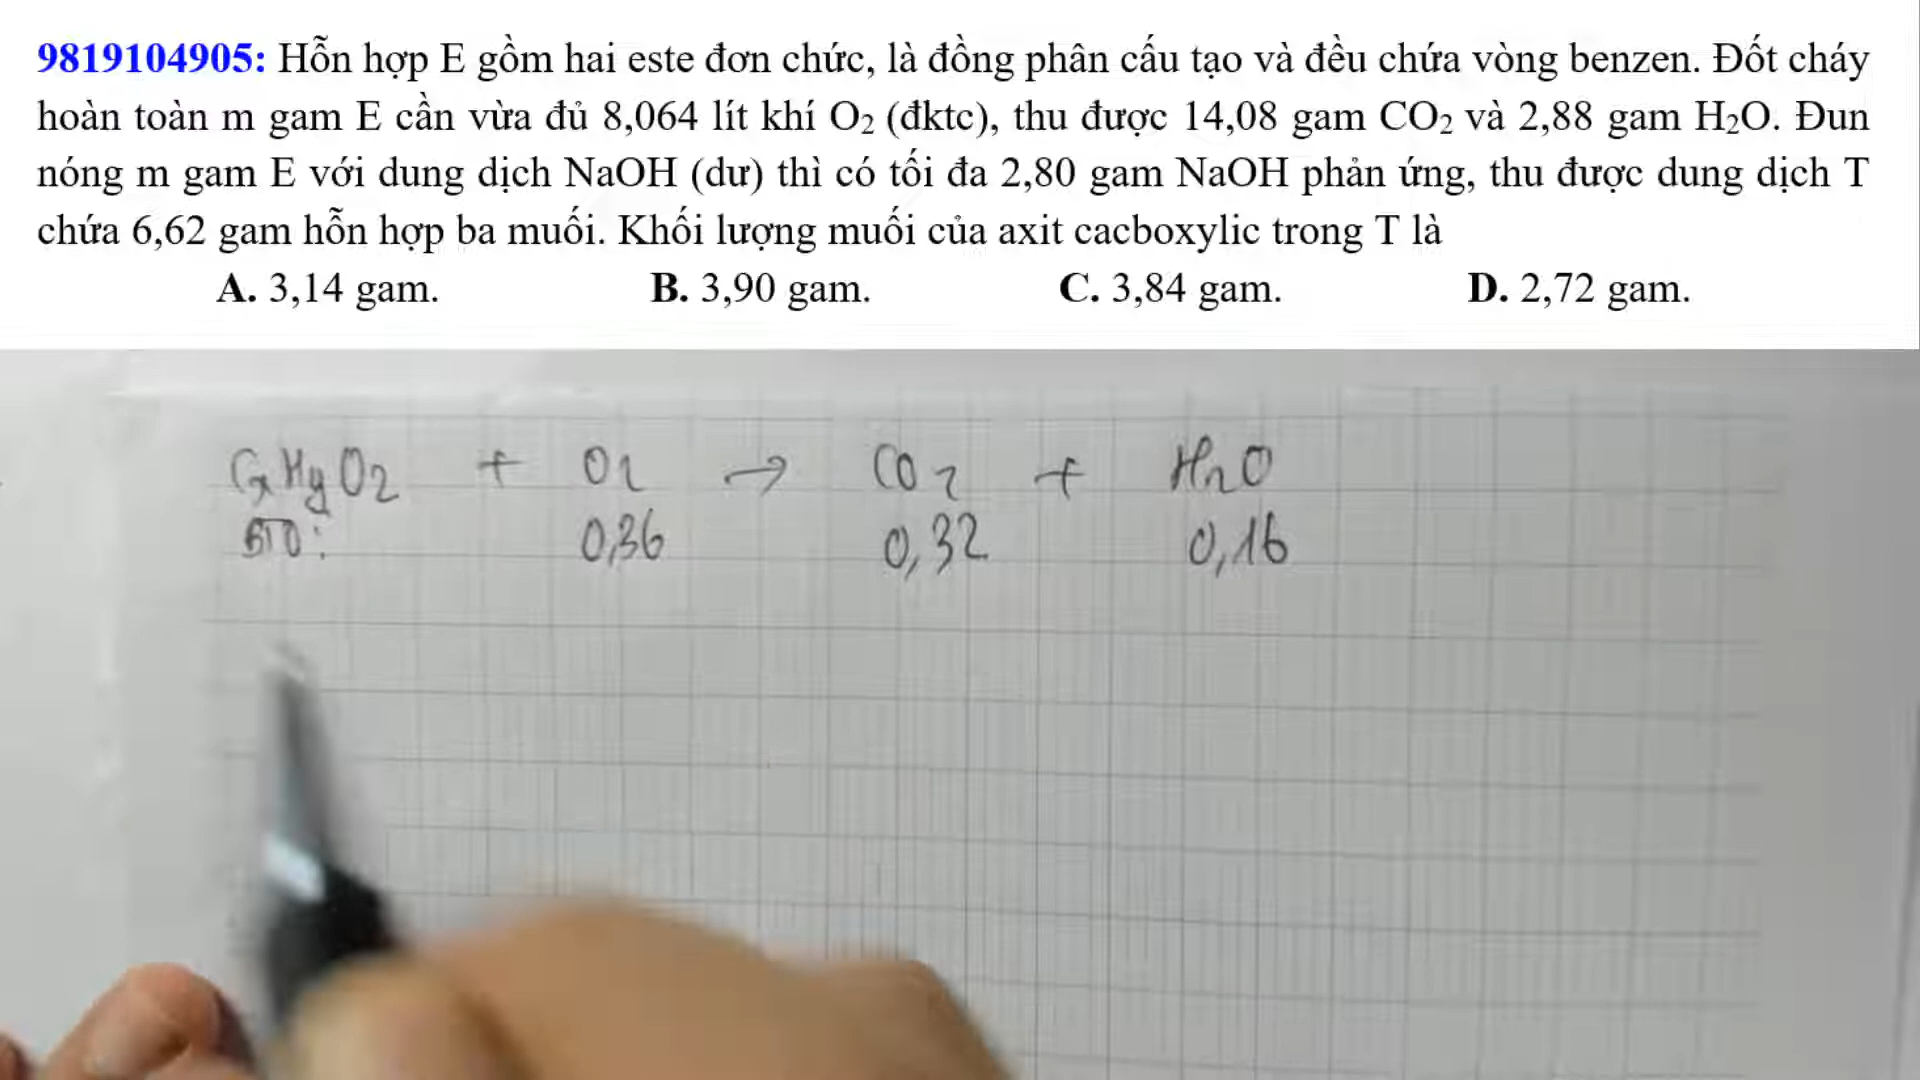 9819104905: Hỗn hợp E gồm hai este đơn chức, là đồng phân cấu tạo và đều chứa vòng benzen. Đốt cháy
hoàn toàn m gam E cần vừa đủ 8,064 lít khí O₂ (đktc), thu được 14,08 gam CO₂ và 2,88 gam H₂O. Đun
nóng m gam E với dung dịch NaOH (dư) thì có tối đa 2,80 gam NaOH phản ứng, thu được dung dịch T
chứa 6,62 gam hỗn hợp ba muối. Khối lượng muối của axit cacboxylic trong T là
A. 3,14 gam. B. 3,90 gam. C. 3,84 gam. D. 2,72 gam.
CxHyO2 + O2 → CO2 + H2O
BTO: 0,36 0,32 0,16